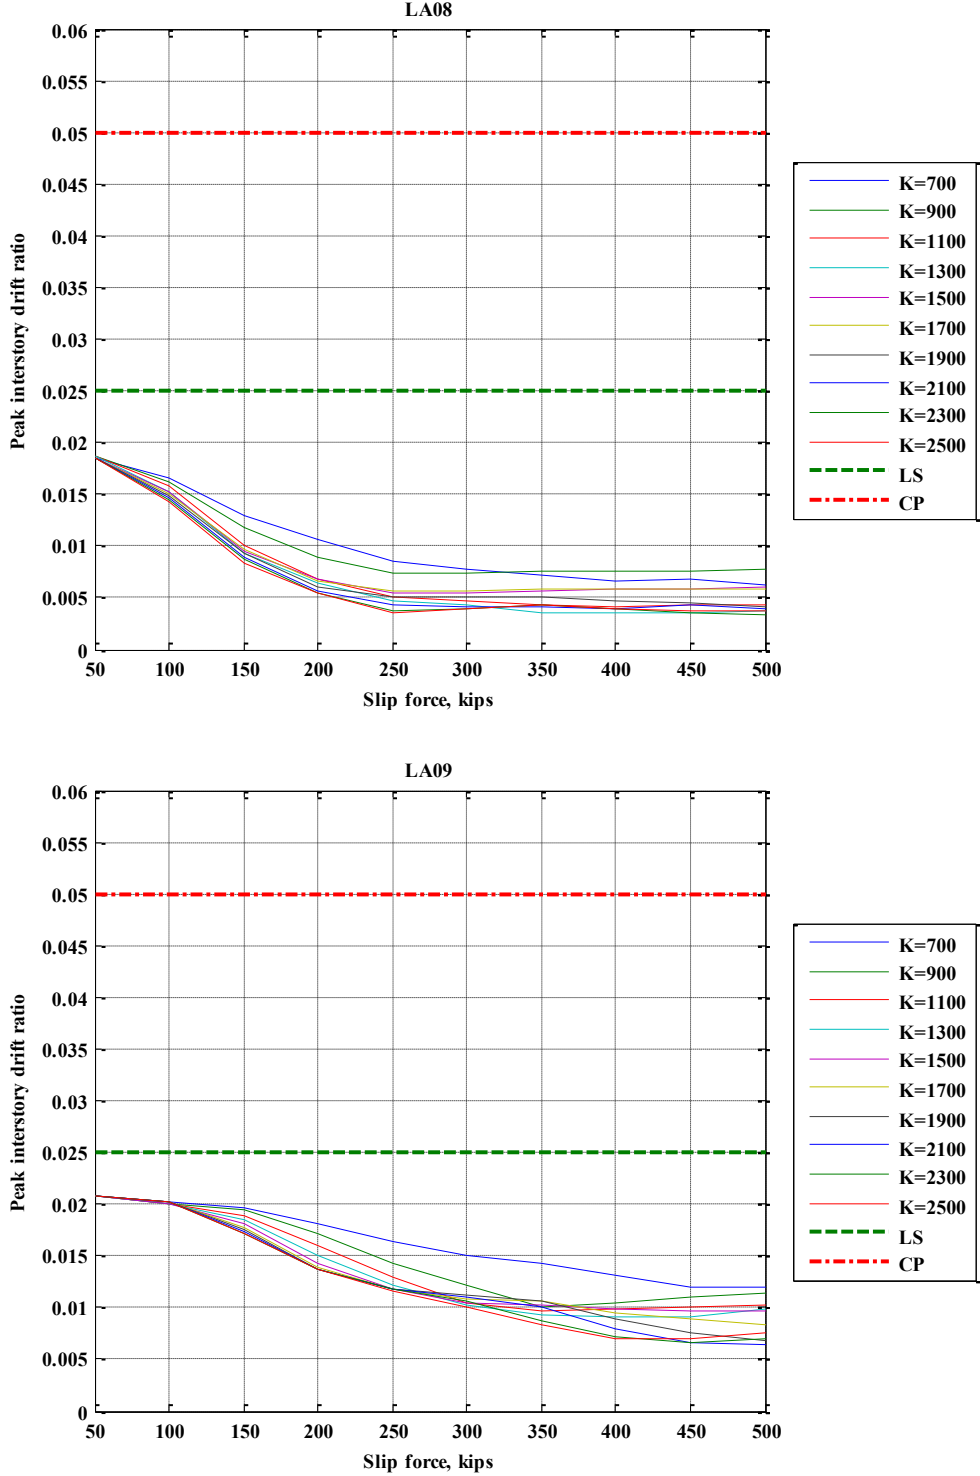 LA08
0.06
0.055
0.05
0.045
0.04
0.035
0.03
0.025
0.02
0.015
0.01
0.005
0
Peak interstory drift ratio
50 100 150 200 250 300 350 400 450 500
Slip force, kips
K=700
K=900
K=1100
K=1300
K=1500
K=1700
K=1900
K=2100
K=2300
K=2500
LS
CP
LA09
0.06
0.055
0.05
0.045
0.04
0.035
0.03
0.025
0.02
0.015
0.01
0.005
0
Peak interstory drift ratio
50 100 150 200 250 300 350 400 450 500
Slip force, kips
K=700
K=900
K=1100
K=1300
K=1500
K=1700
K=1900
K=2100
K=2300
K=2500
LS
CP